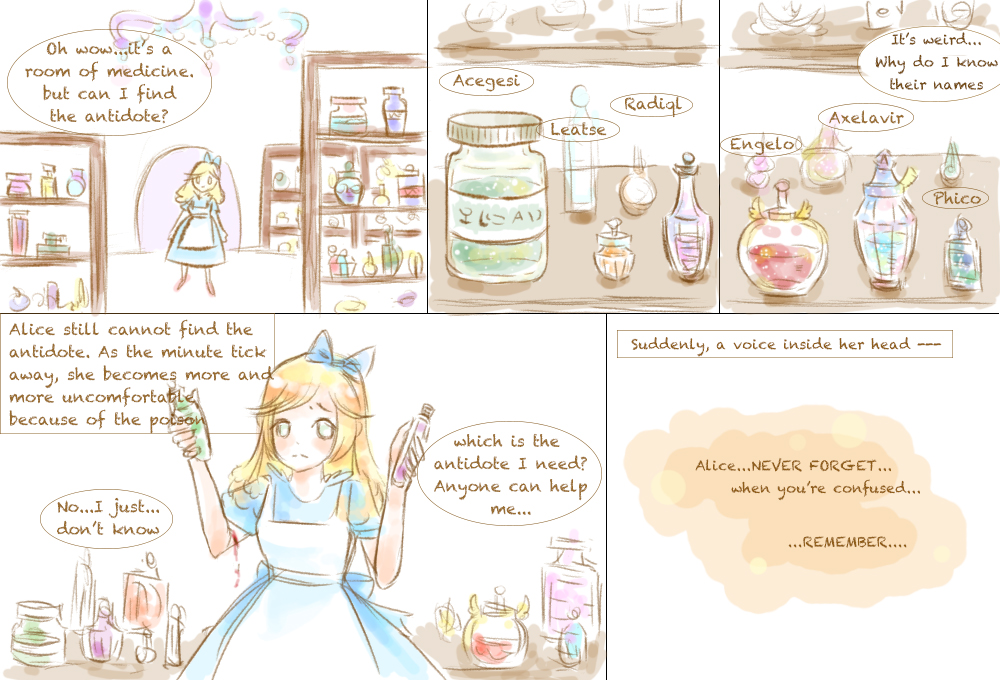 Oh wow...it's a
room of medicine.
but can I find
the antidote?
Acegesi
Radiql
Leatse
It's weird...
Why do I know
their names
Axelavir
Engelo
Phico
Alice still cannot find the
antidote. As the minute tick
away, she becomes more and
more uncomfortable
because of the poison
which is the
antidote I need?
Anyone can help
me...
No...I just...
don't know
Suddenly, a voice inside her head ---
Alice...NEVER FORGET...
when you're confused...
...REMEMBER....